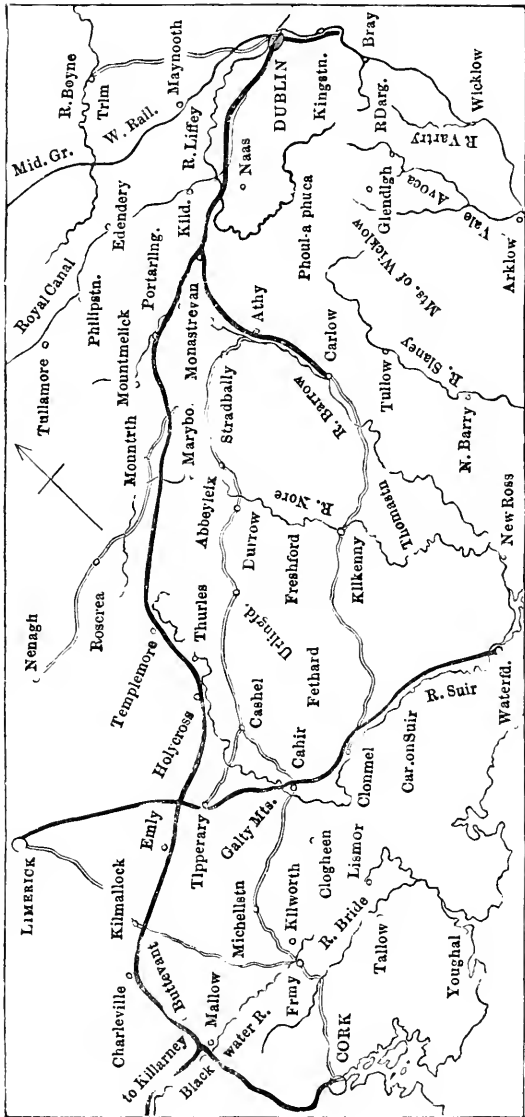 R. Boyne
Trim
Maynooth
Mid. Gr.
W. Rail.
R. Liffey
DUBLIN
Kingstn.
Bray
R Darg.
Wicklow
R Vartry
Royal Canal
Edendery
Kild.
Naas
Phoul-a phuca
Glendlgh
Avoca
Vale
Arklow
Mts. of Wicklow
Tullamore
Philipstn.
Portarling.
Mountmelick
Monastrevan
Athy
Carlow
R. Barrow
Tullow
R. Slaney
N. Barry
Mountrth
Marybo.
Stradbally
Abbeyleix
R. Nore
Durrow
Freshford
Kilkenny
Thomastn
New Ross
Nenagh
Roscrea
Templemore
Thurles
Urlingfd.
Holycross
Cashel
Fethard
Cahir
Clonmel
Car.onSuir
R. Suir
Waterfd.
LIMERICK
Emly
Tipperary
Galty Mts.
Kilmallock
Michellstn
Kllworth
Clogheen
Lismor
R. Bride
Tallow
Youghal
Charleville
Butevant
Mallow
Frmy
CORK
to Killarney
Black
water R.